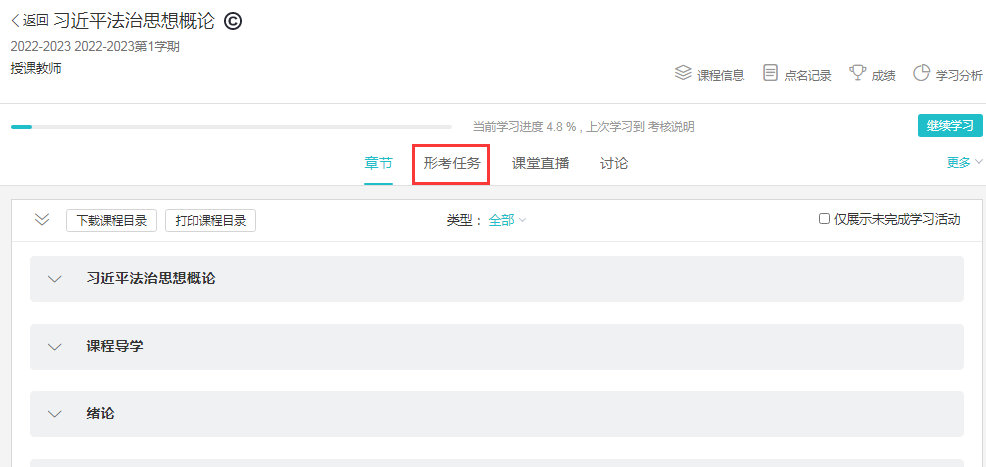 返回 习近平法治思想概论 ©
2022-2023 2022-2023第1学期
授课教师
课程信息 点名记录 成绩 学习分析
当前学习进度 4.8 % , 上次学习到 考核说明 继续学习
章节 形考任务 课堂直播 讨论 更多
下载课程目录 打印课程目录 类型： 全部 仅展示未完成学习活动
习近平法治思想概论
课程导学
绪论